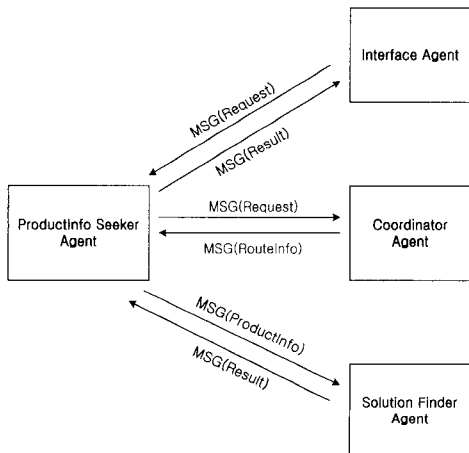 Interface Agent
MSG(Request)
MSG(Result)
ProductInfo Seeker
Agent
MSG(Request)
MSG(RouteInfo)
Coordinator
Agent
MSG(ProductInfo)
MSG(Result)
Solution Finder
Agent